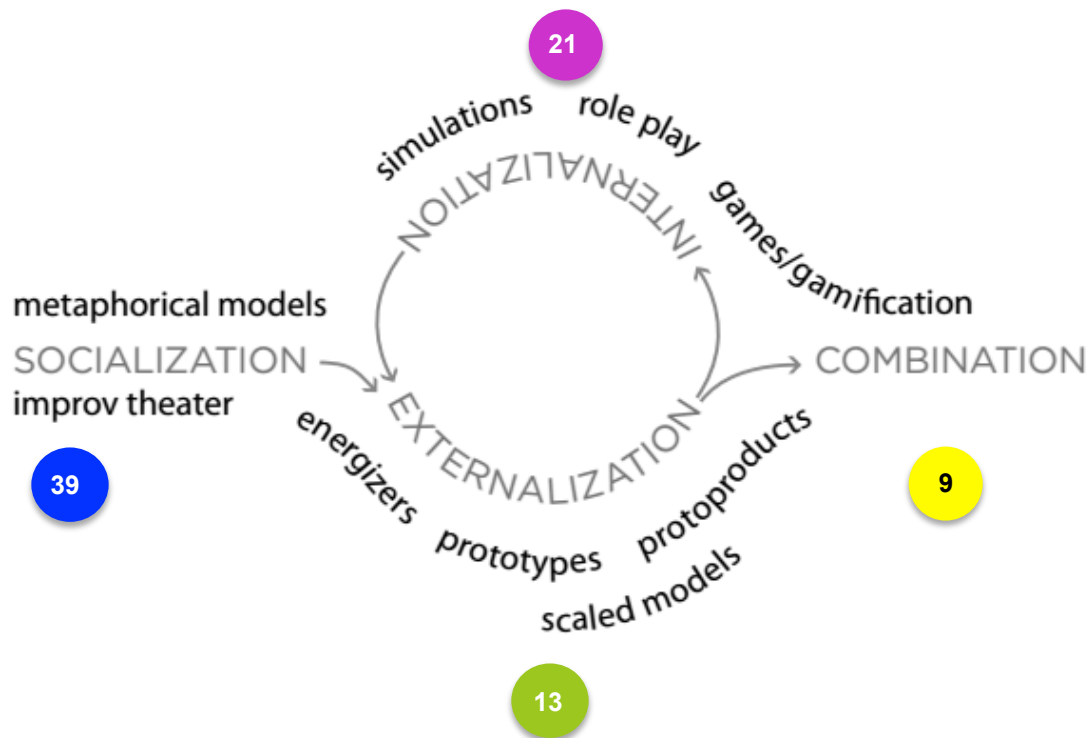 21
simulations
role play
INTERNALIZATION
games/gamification
metaphorical models
SOCIALIZATION
improv theater
COMBINATION
EXTERNALIZATION
energizers
prototypes
protoproducts
scaled models
39
9
13